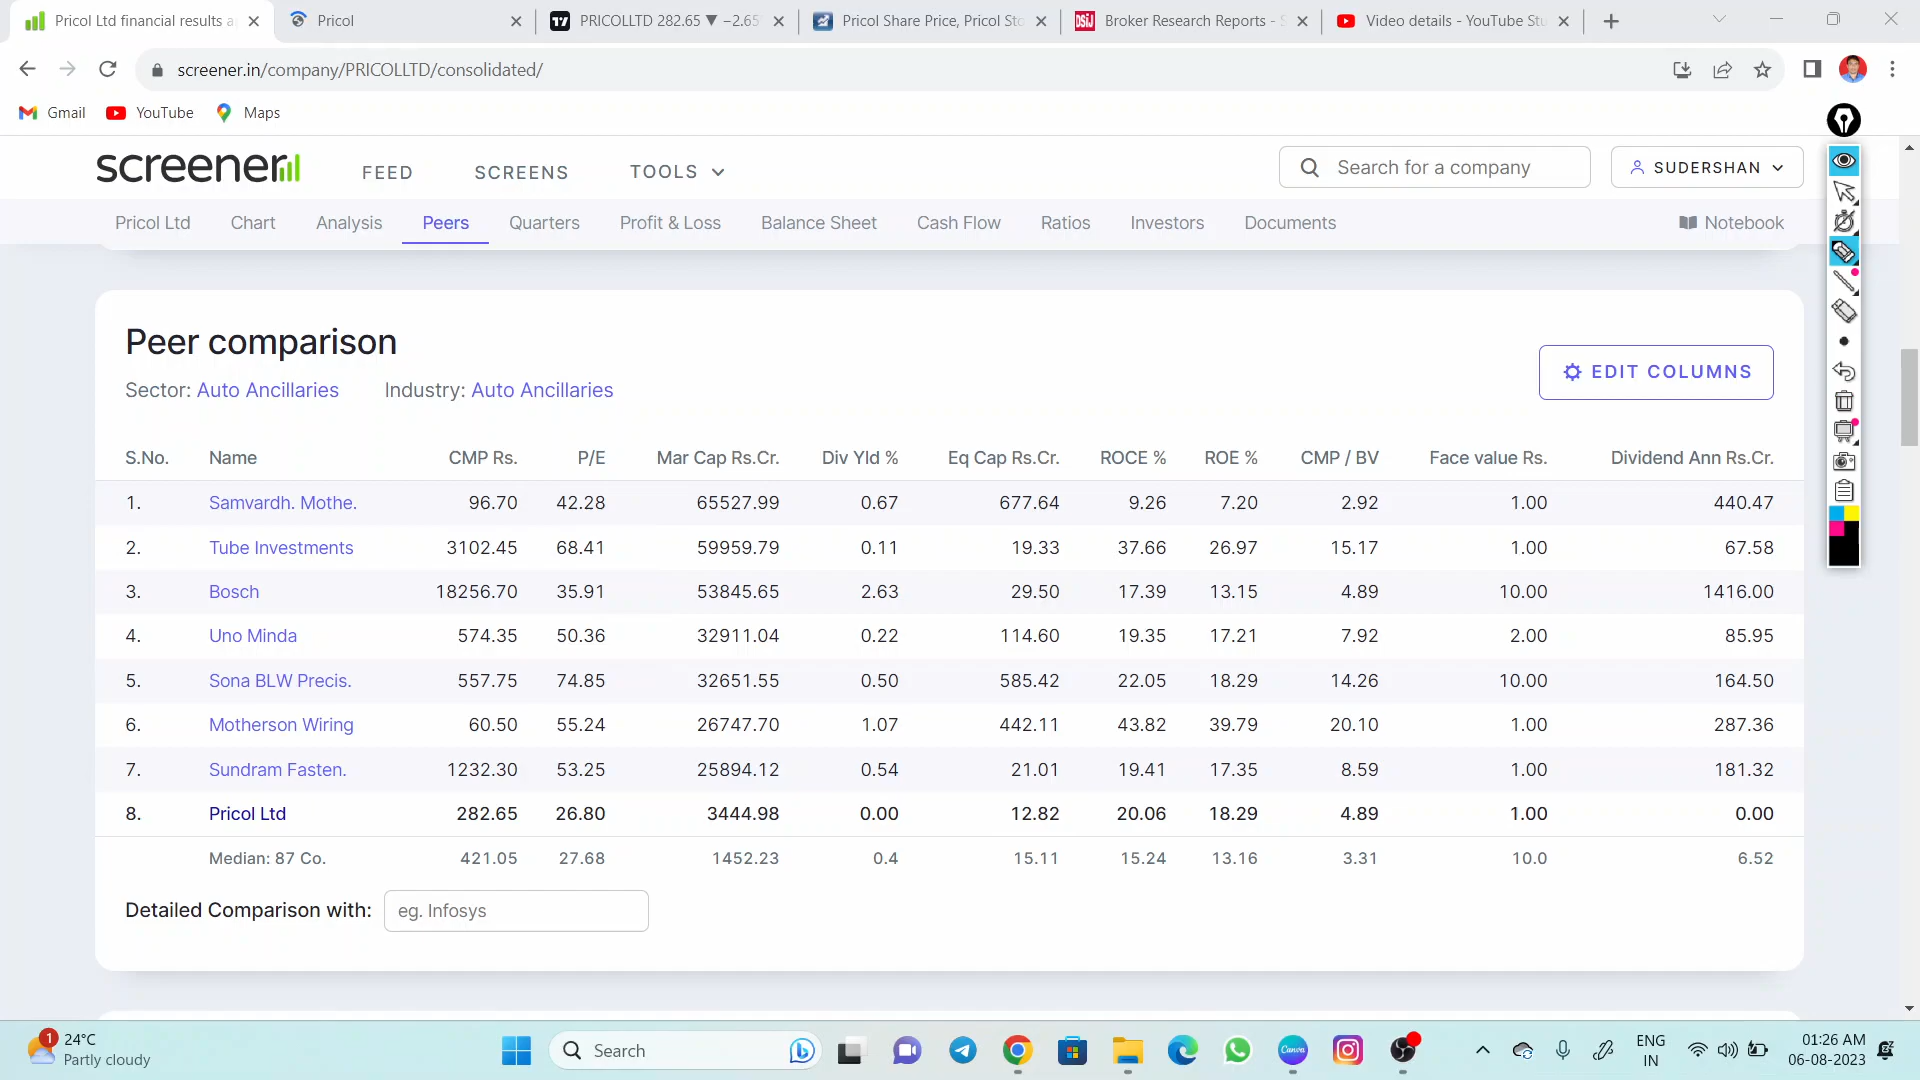 Pricol Ltd financial results a
Pricol
PRICOLLTD 282.65 ▼ −2.65
Pricol Share Price, Pricol Sto
DSIJ Broker Research Reports - S
Video details - YouTube Stu
screener.in/company/PRICOLLTD/consolidated/
Gmail YouTube Maps
screener FEED SCREENS TOOLS Search for a company SUDERSHAN
Pricol Ltd Chart Analysis Peers Quarters Profit & Loss Balance Sheet Cash Flow Ratios Investors Documents Notebook
Peer comparison
EDIT COLUMNS
Sector: Auto Ancillaries Industry: Auto Ancillaries
S.No. Name CMP Rs. P/E Mar Cap Rs.Cr. Div Yld % Eq Cap Rs.Cr. ROCE % ROE % CMP / BV Face value Rs. Dividend Ann Rs.Cr.
1. Samvardh. Mothe. 96.70 42.28 65527.99 0.67 677.64 9.26 7.20 2.92 1.00 440.47
2. Tube Investments 3102.45 68.41 59959.79 0.11 19.33 37.66 26.97 15.17 1.00 67.58
3. Bosch 18256.70 35.91 53845.65 2.63 29.50 17.39 13.15 4.89 10.00 1416.00
4. Uno Minda 574.35 50.36 32911.04 0.22 114.60 19.35 17.21 7.92 2.00 85.95
5. Sona BLW Precis. 557.75 74.85 32651.55 0.50 585.42 22.05 18.29 14.26 10.00 164.50
6. Motherson Wiring 60.50 55.24 26747.70 1.07 442.11 43.82 39.79 20.10 1.00 287.36
7. Sundram Fasten. 1232.30 53.25 25894.12 0.54 21.01 19.41 17.35 8.59 1.00 181.32
8. Pricol Ltd 282.65 26.80 3444.98 0.00 12.82 20.06 18.29 4.89 1.00 0.00
Median: 87 Co. 421.05 27.68 1452.23 0.4 15.11 15.24 13.16 3.31 10.0 6.52
Detailed Comparison with: eg. Infosys
1 24°C
Partly cloudy
Search
Canva
ENG
IN
01:26 AM
06-08-2023